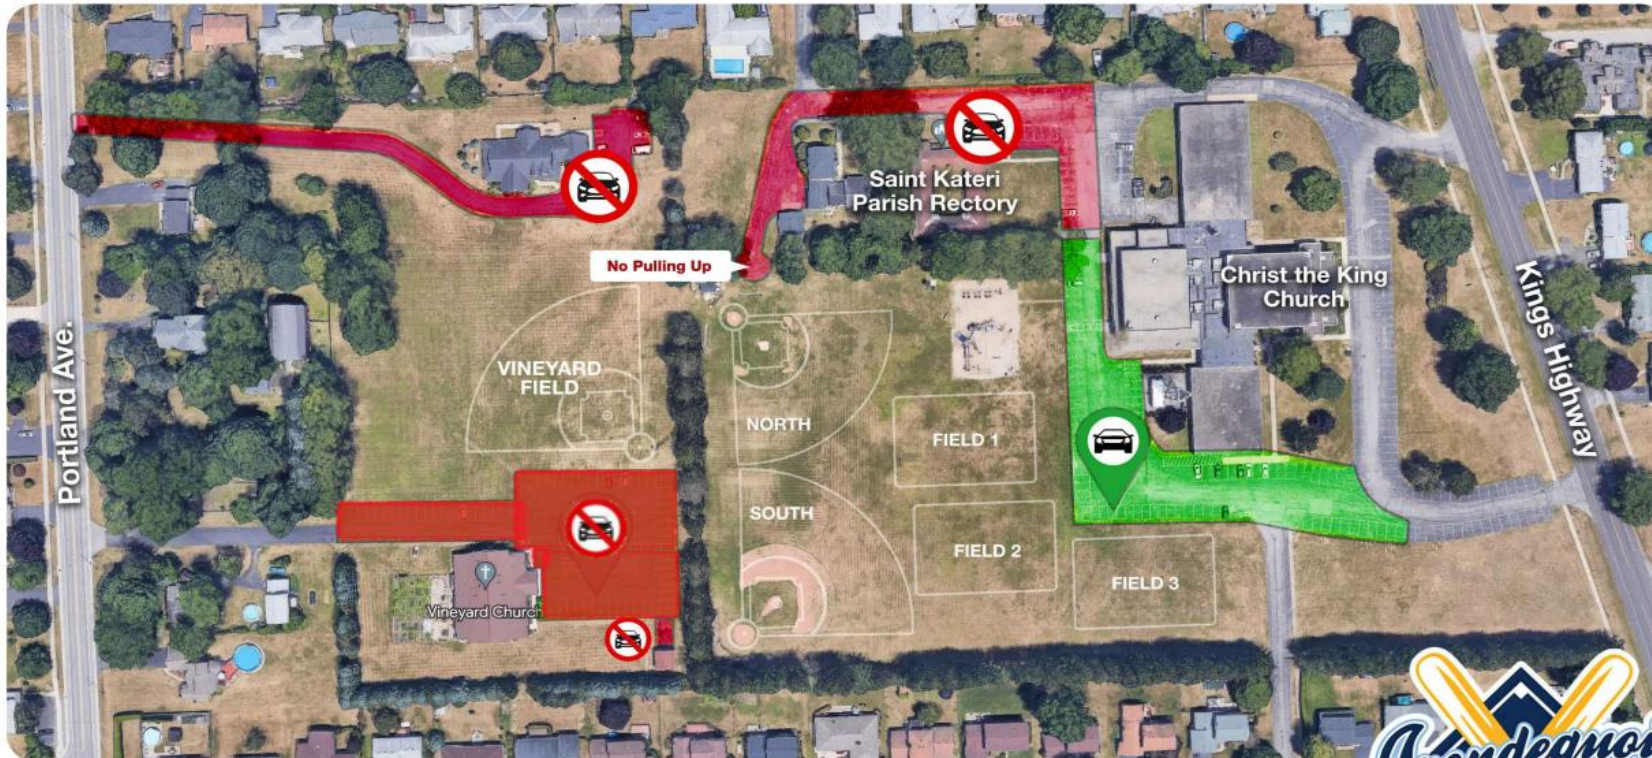 Saint Kateri
Parish Rectory
No Pulling Up
Christ the King
Church
Kings Highway
Portland Ave.
VINEYARD
FIELD
NORTH
FIELD 1
SOUTH
FIELD 2
FIELD 3
Vineyard Church